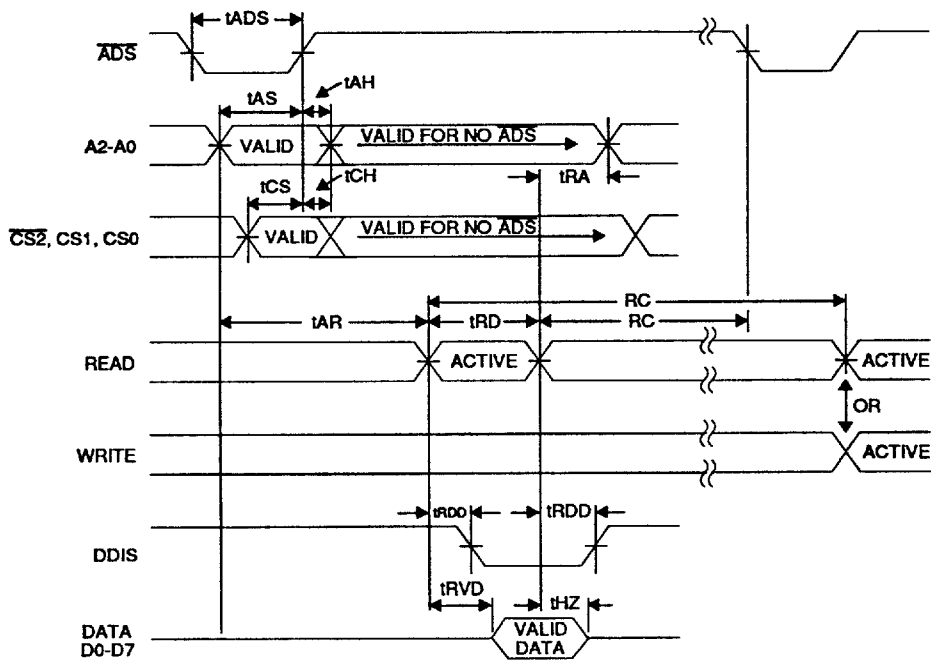 tADS
ADS
tAH
tAS
A2-A0
VALID
VALID FOR NO ADS
tCS
tCH
tRA
CS2, CS1, CS0
VALID
VALID FOR NO ADS
RC
tAR
tRD
RC
READ
ACTIVE
ACTIVE
OR
WRITE
ACTIVE
tRDD
tRDD
DDIS
tRVD
tHZ
DATA
D0-D7
VALID
DATA